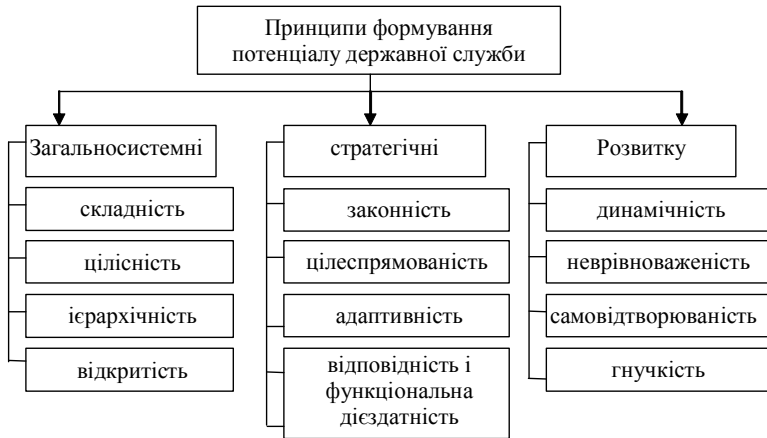 Принципи формування
потенціалу державної служби
Загальносистемні
складність
цілісність
ієрархічність
відкритість
стратегічні
законність
цілеспрямованість
адаптивність
відповідність і
функціональна
дієздатність
Розвитку
динамічність
неврівноваженість
самовідтворюваність
гнучкість